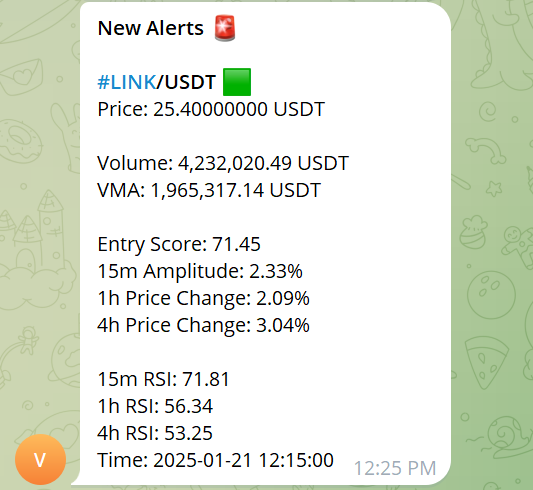 New Alerts 🚨
#LINK/USDT 🟩
Price: 25.40000000 USDT
Volume: 4,232,020.49 USDT
VMA: 1,965,317.14 USDT
Entry Score: 71.45
15m Amplitude: 2.33%
1h Price Change: 2.09%
4h Price Change: 3.04%
15m RSI: 71.81
1h RSI: 56.34
4h RSI: 53.25
Time: 2025-01-21 12:15:00
12:25 PM
V